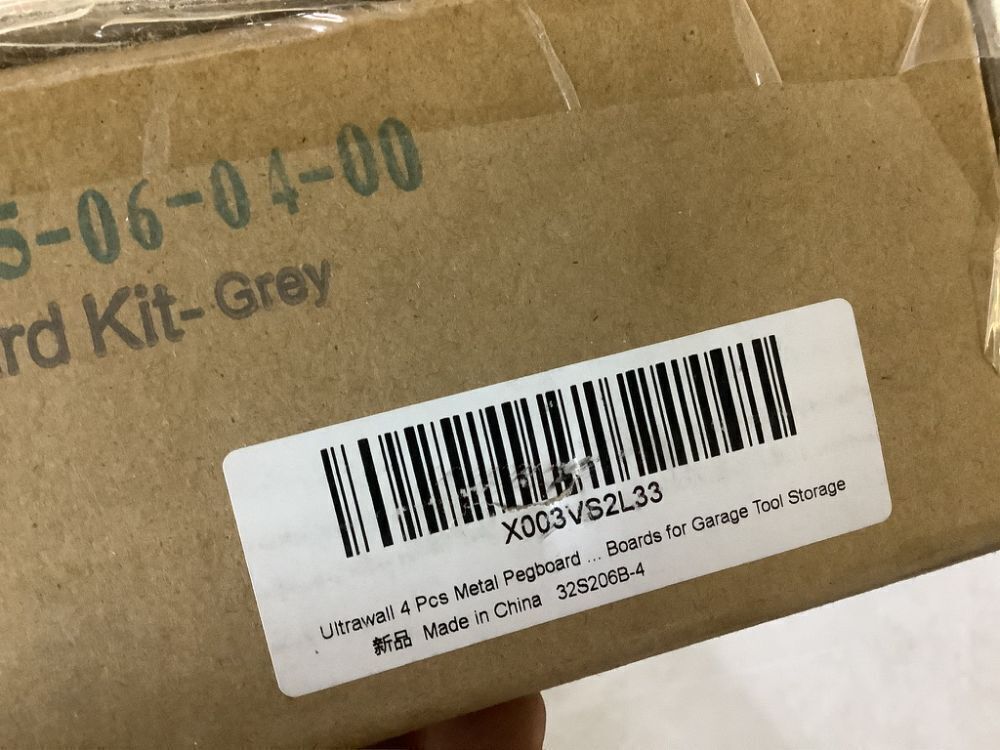 5-06-04-00
rd Kit-Grey
X003VS2L33
Ultrawall 4 Pcs Metal Pegboard ... Boards for Garage Tool Storage
新品 Made in China 32S206B-4